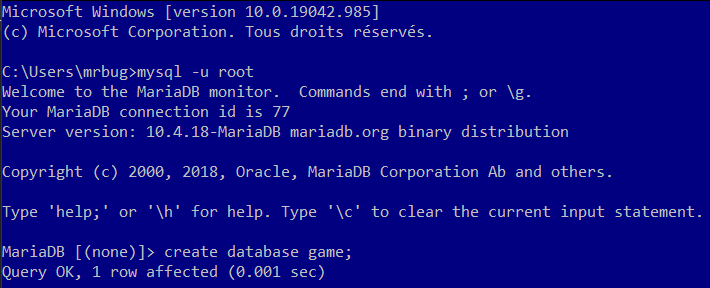 Microsoft Windows [version 10.0.19042.985]
(c) Microsoft Corporation. Tous droits réservés.
C:\Users\mrbug>mysql -u root
Welcome to the MariaDB monitor.  Commands end with ; or \g.
Your MariaDB connection id is 77
Server version: 10.4.18-MariaDB mariadb.org binary distribution
Copyright (c) 2000, 2018, Oracle, MariaDB Corporation Ab and others.
Type 'help;' or '\h' for help. Type '\c' to clear the current input statement.
MariaDB [(none)]> create database game;
Query OK, 1 row affected (0.001 sec)